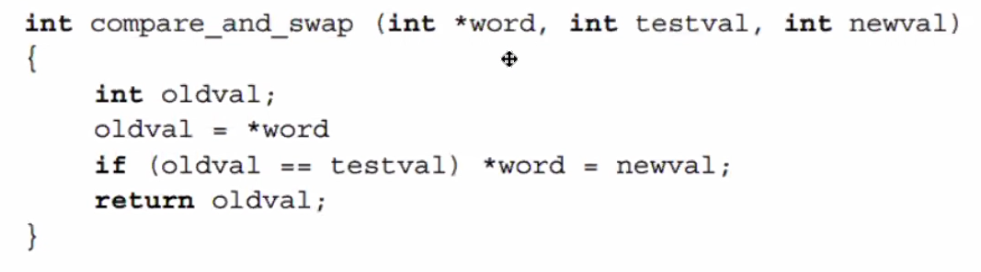 int compare_and_swap (int *word, int testval, int newval)
{
int oldval;
oldval = *word
if (oldval == testval) *word = newval;
return oldval;
}